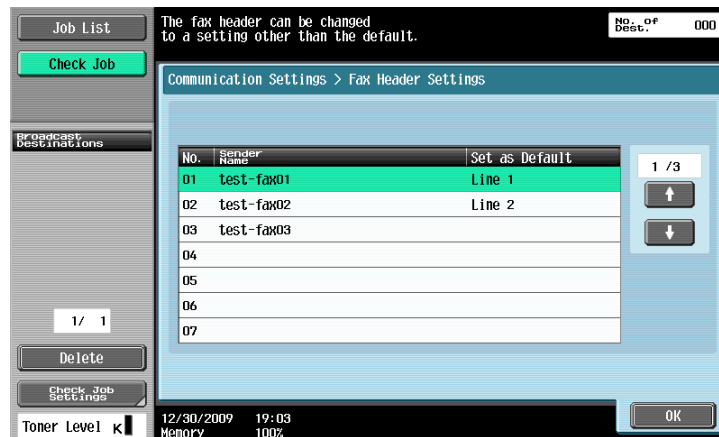 Job List
Check Job
Broadcast
Destinations
1/ 1
Delete
Check Job
Settings
Toner Level K
The fax header can be changed
to a setting other than the default.
No. of
Dest. 000
Communication Settings > Fax Header Settings
No. Sender
Name Set as Default
01 test-fax01 Line 1
02 test-fax02 Line 2
03 test-fax03
04
05
06
07
1 /3
12/30/2009 19:03
Memory 100%
OK